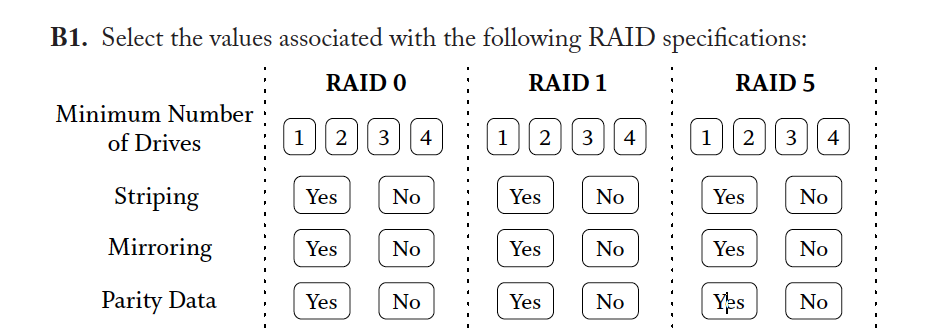 B1. Select the values associated with the following RAID specifications:
RAID 0 RAID 1 RAID 5
Minimum Number
of Drives
1 2 3 4 1 2 3 4 1 2 3 4
Striping Yes No Yes No Yes No
Mirroring Yes No Yes No Yes No
Parity Data Yes No Yes No Yes No